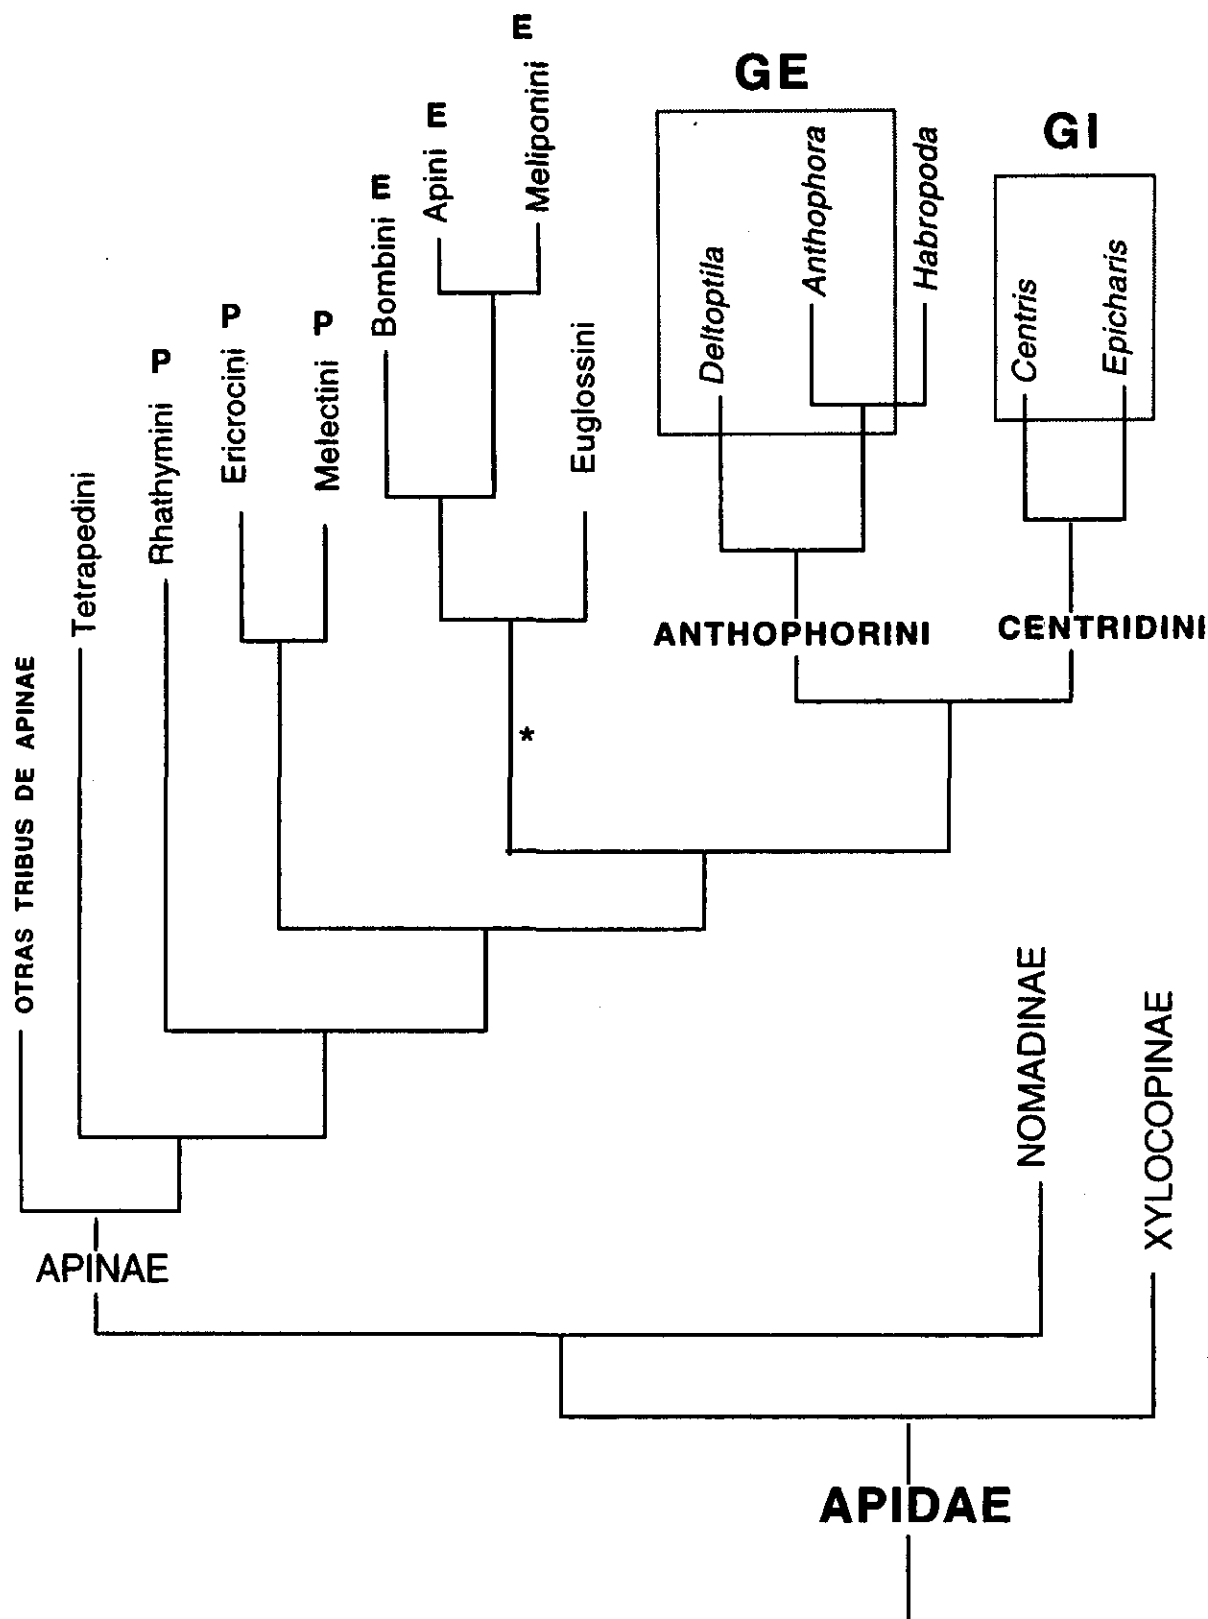 E
GE
E
Meliponini
GI
Apini
Anthophora
Habropoda
E
Bombini
Deltoptila
Centris
Epicharis
P
P
Ericrocini
Melectini
Euglossini
P
Rhathymini
Tetrapedini
ANTHOPHORINI
CENTRIDINI
OTRAS TRIBUS DE APINAE
*
NOMADINAE
XYLOCOPINAE
APINAE
APIDAE